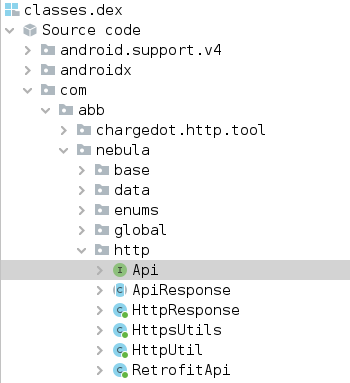 classes.dex
Source code
android.support.v4
androidx
com
abb
chargedot.http.tool
nebula
base
data
enums
global
http
I Api
C ApiResponse
C HttpResponse
C HttpsUtils
C HttpUtil
C RetrofitApi